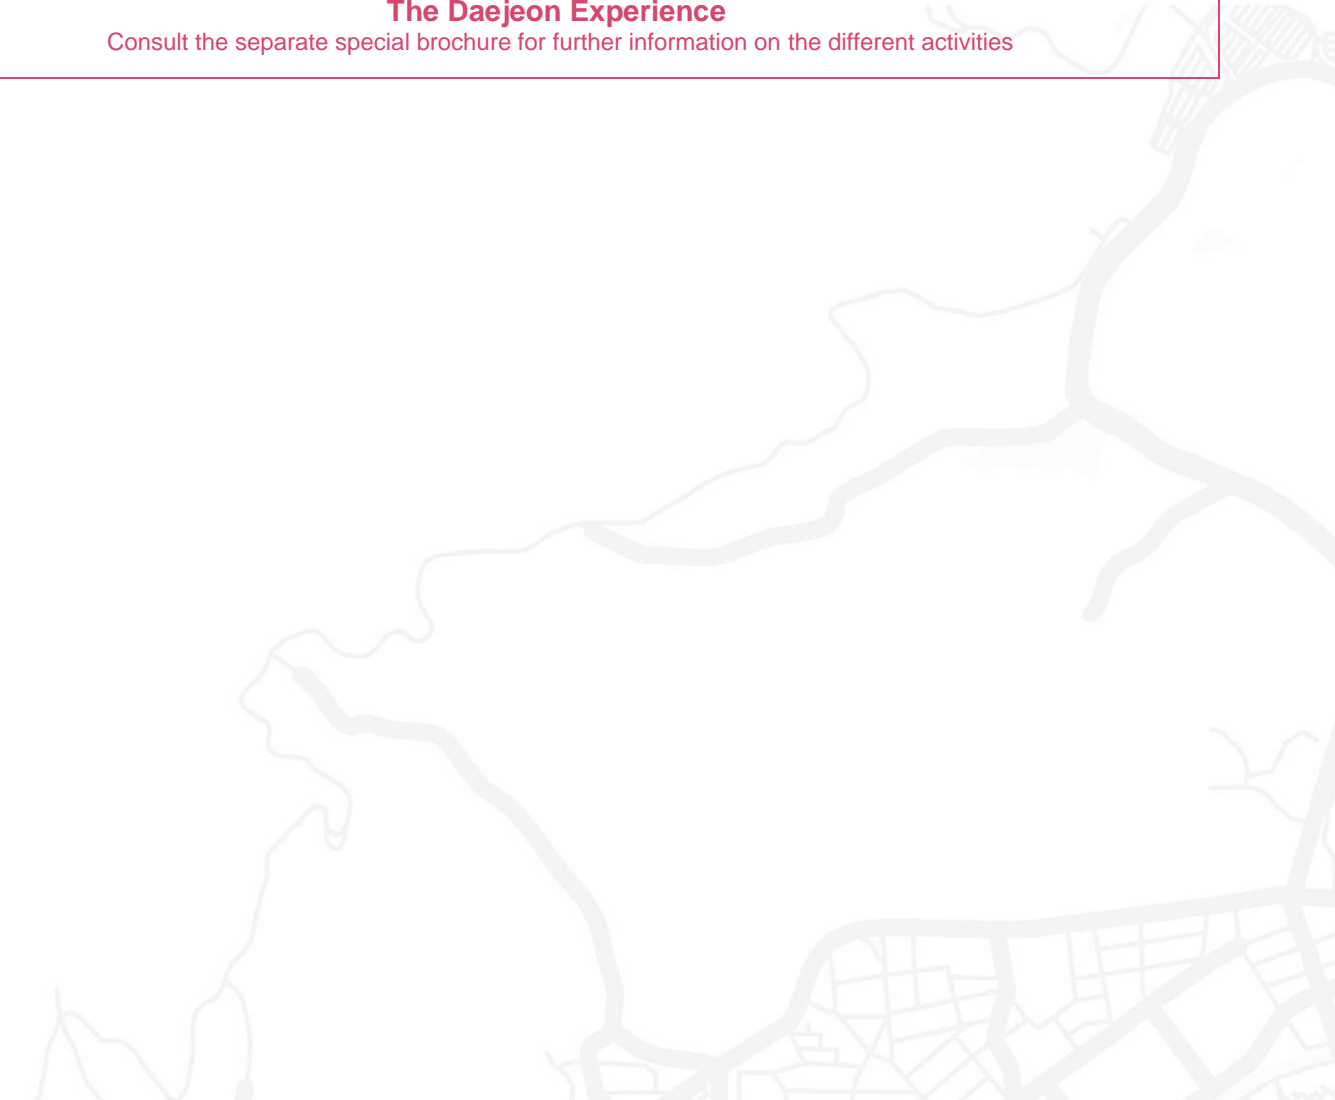 The Daejeon Experience
Consult the separate special brochure for further information on the different activities